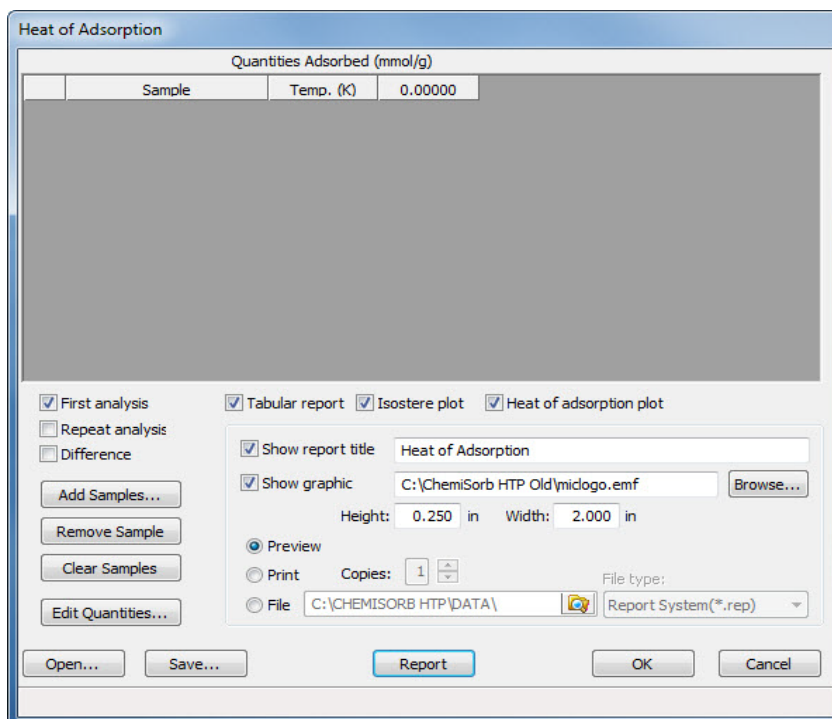 Heat of Adsorption
Quantities Adsorbed (mmol/g)
Sample Temp. (K) 0.00000
First analysis Tabular report Isostere plot Heat of adsorption plot
Repeat analysis
Difference
Show report title Heat of Adsorption
Show graphic C:\ChemiSorb HTP Old\miclogo.emf Browse...
Height: 0.250 in Width: 2.000 in
Add Samples...
Remove Sample
Clear Samples
Edit Quantities...
Preview
Print Copies: 1
File type:
File C:\CHEMISORB HTP\DATA\ Report System(*.rep)
Open... Save... Report OK Cancel